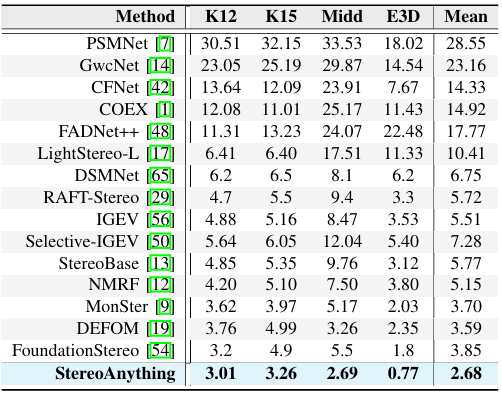 Method K12 K15 Midd E3D Mean
PSMNet [7] 30.51 32.15 33.53 18.02 28.55
GwcNet [14] 23.05 25.19 29.87 14.54 23.16
CFNet [42] 13.64 12.09 23.91 7.67 14.33
COEX [1] 12.08 11.01 25.17 11.43 14.92
FADNet++ [48] 11.31 13.23 24.07 22.48 17.77
LightStereo-L [17] 6.41 6.40 17.51 11.33 10.41
DSMNet [65] 6.2 6.5 8.1 6.2 6.75
RAFT-Stereo [29] 4.7 5.5 9.4 3.3 5.72
IGEV [56] 4.88 5.16 8.47 3.53 5.51
Selective-IGEV [50] 5.64 6.05 12.04 5.40 7.28
StereoBase [13] 4.85 5.35 9.76 3.12 5.77
NMRF [12] 4.20 5.10 7.50 3.80 5.15
MonSter [9] 3.62 3.97 5.17 2.03 3.70
DEFOM [19] 3.76 4.99 3.26 2.35 3.59
FoundationStereo [54] 3.2 4.9 5.5 1.8 3.85
StereoAnything 3.01 3.26 2.69 0.77 2.68